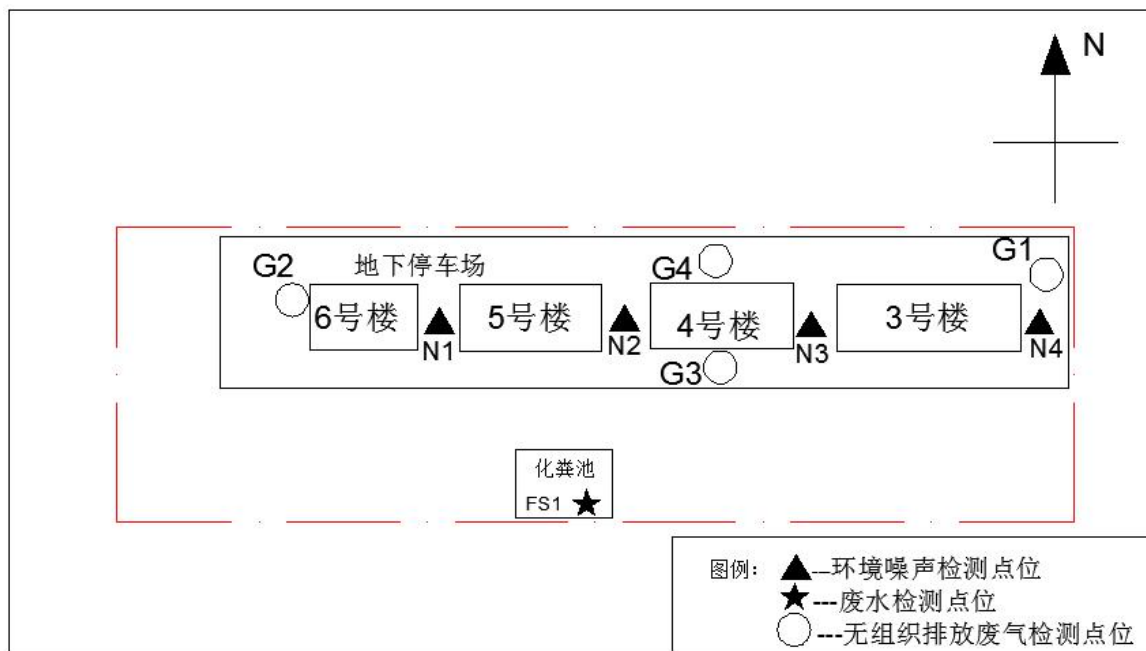 N
G2
地下停车场
G4
G1
6号楼
N1
5号楼
N2
4号楼
N3
3号楼
N4
G3
化粪池
FS1
图例: ---环境噪声检测点位
---废水检测点位
---无组织排放废气检测点位